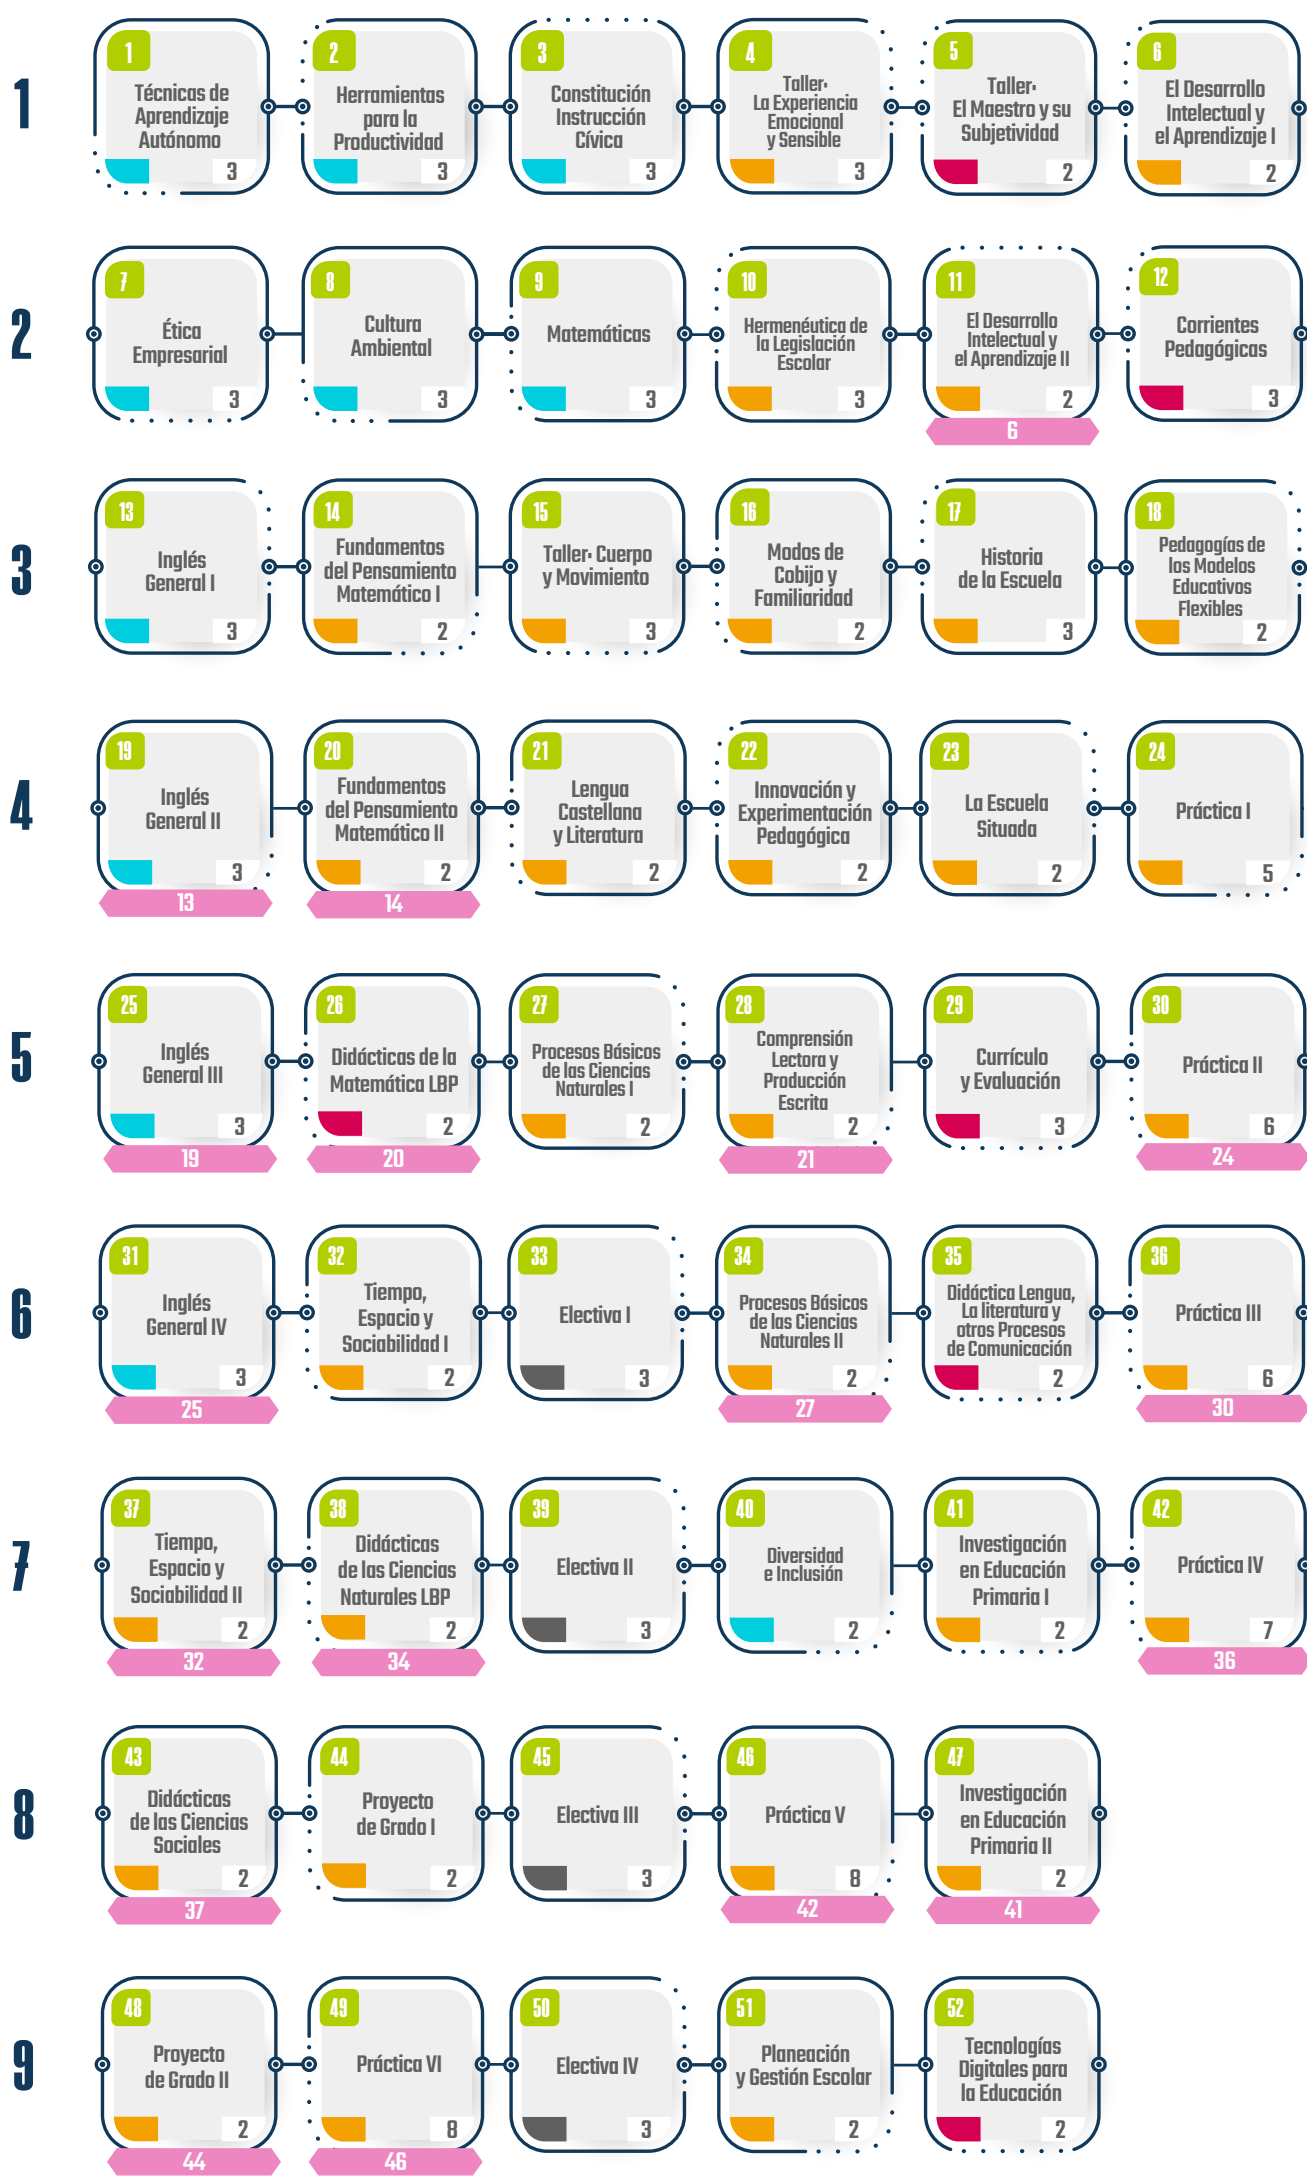 1
1
Técnicas de
Aprendizaje
Autónomo
3
2
Herramientas
para la
Productividad
3
3
Constitución
Instrucción
Cívica
3
4
Taller:
La Experiencia
Emocional
y Sensible
3
5
Taller:
El Maestro y su
Subjetividad
2
6
El Desarrollo
Intelectual y
el Aprendizaje I
2
2
7
Ética
Empresarial
3
8
Cultura
Ambiental
3
9
Matemáticas
3
10
Hermenéutica de
la Legislación
Escolar
3
11
El Desarrollo
Intelectual y
el Aprendizaje II
2
6
12
Corrientes
Pedagógicas
3
3
13
Inglés
General I
3
14
Fundamentos
del Pensamiento
Matemático I
2
15
Taller: Cuerpo
y Movimiento
3
16
Modos de
Cobijo y
Familiaridad
2
17
Historia
de la Escuela
3
18
Pedagogías de
los Modelos
Educativos
Flexibles
2
4
19
Inglés
General II
3
13
20
Fundamentos
del Pensamiento
Matemático II
2
14
21
Lengua
Castellana
y Literatura
2
22
Innovación y
Experimentación
Pedagógica
2
23
La Escuela
Situada
2
24
Práctica I
5
5
25
Inglés
General III
3
19
26
Didácticas de la
Matemática LBP
2
20
27
Procesos Básicos
de las Ciencias
Naturales I
2
28
Comprensión
Lectora y
Producción
Escrita
2
21
29
Currículo
y Evaluación
3
30
Práctica II
6
24
6
31
Inglés
General IV
3
25
32
Tiempo,
Espacio y
Sociabilidad I
2
33
Electiva I
3
34
Procesos Básicos
de las Ciencias
Naturales II
2
27
35
Didáctica Lengua,
La literatura y
otros Procesos
de Comunicación
2
36
Práctica III
6
30
7
37
Tiempo,
Espacio y
Sociabilidad II
2
32
38
Didácticas
de las Ciencias
Naturales LBP
2
34
39
Electiva II
3
40
Diversidad
e Inclusión
2
41
Investigación
en Educación
Primaria I
2
42
Práctica IV
7
36
8
43
Didácticas
de las Ciencias
Sociales
2
37
44
Proyecto
de Grado I
2
45
Electiva III
3
46
Práctica V
8
42
47
Investigación
en Educación
Primaria II
2
41
9
48
Proyecto
de Grado II
2
44
49
Práctica VI
8
46
50
Electiva IV
3
51
Planeación
y Gestión Escolar
2
52
Tecnologías
Digitales para
la Educación
2